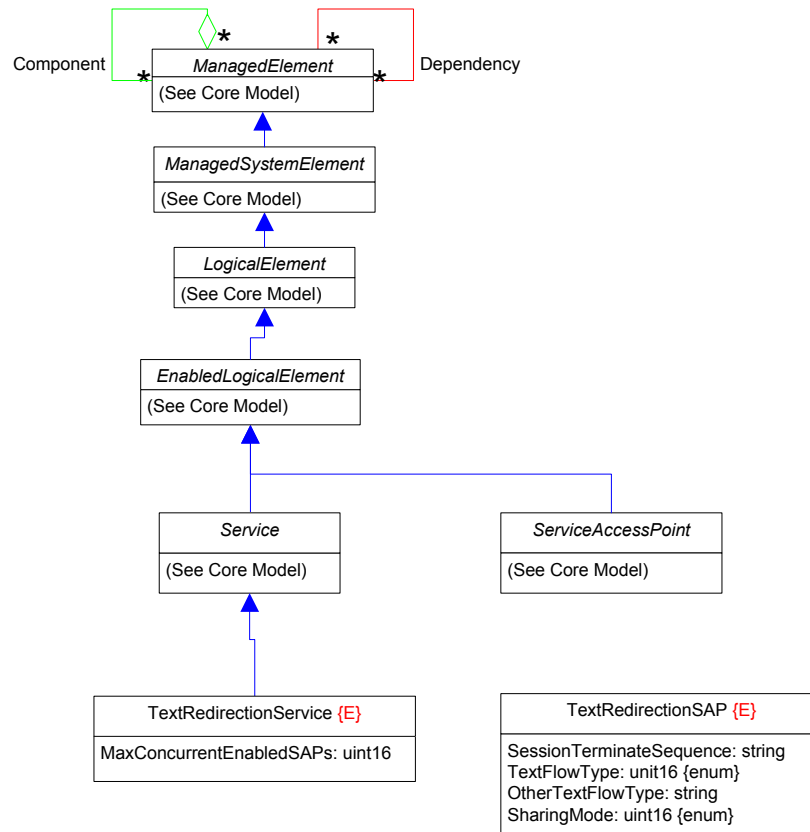 *
*
Component
ManagedElement
*
*
Dependency
(See Core Model)
ManagedSystemElement
(See Core Model)
LogicalElement
(See Core Model)
EnabledLogicalElement
(See Core Model)
Service
(See Core Model)
ServiceAccessPoint
(See Core Model)
TextRedirectionService {E}
MaxConcurrentEnabledSAPs: uint16
TextRedirectionSAP {E}
SessionTerminateSequence: string
TextFlowType: unit16 {enum}
OtherTextFlowType: string
SharingMode: uint16 {enum}